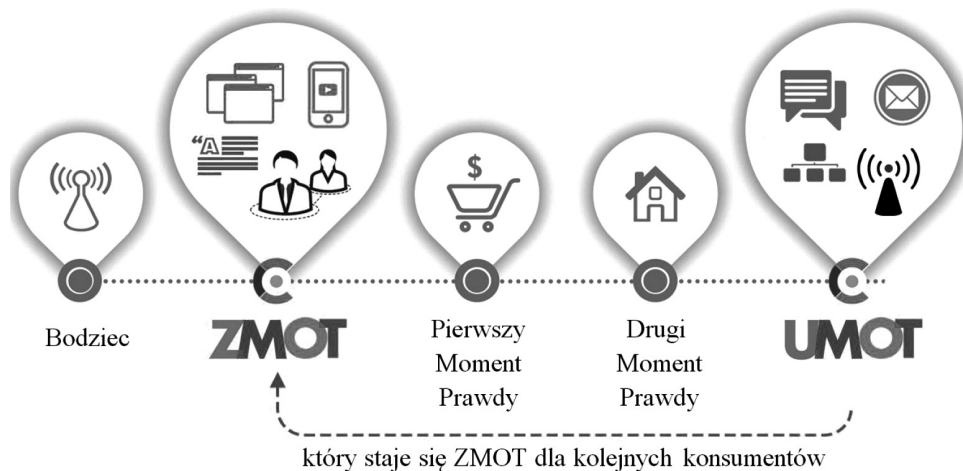 “A
$
Bodziec
ZMOT
Pierwszy
Moment
Prawdy
Drugi
Moment
Prawdy
UMOT
który staje się ZMOT dla kolejnych konsumentów